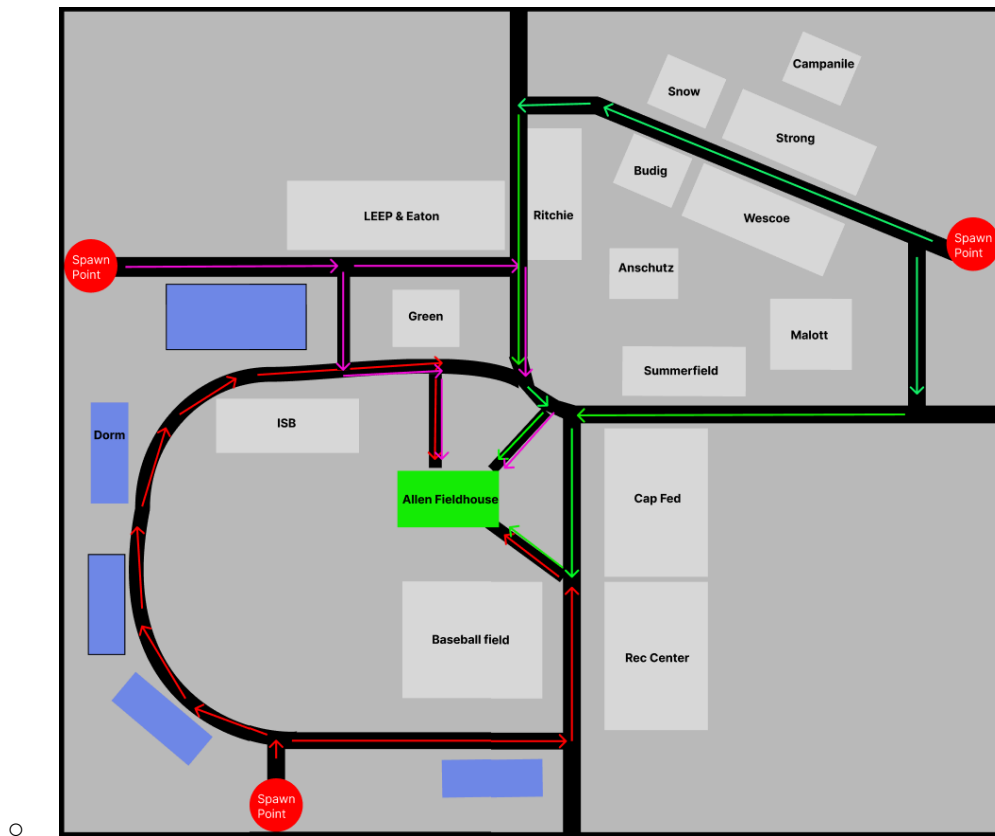 Campanile
Snow
Strong
Budig
Ritchie
LEEP & Eaton
Wescoe
Spawn
Point
Spawn
Point
Anschutz
Green
Malott
Summerfield
ISB
Dorm
Allen Fieldhouse
Cap Fed
Baseball field
Rec Center
Spawn
Point